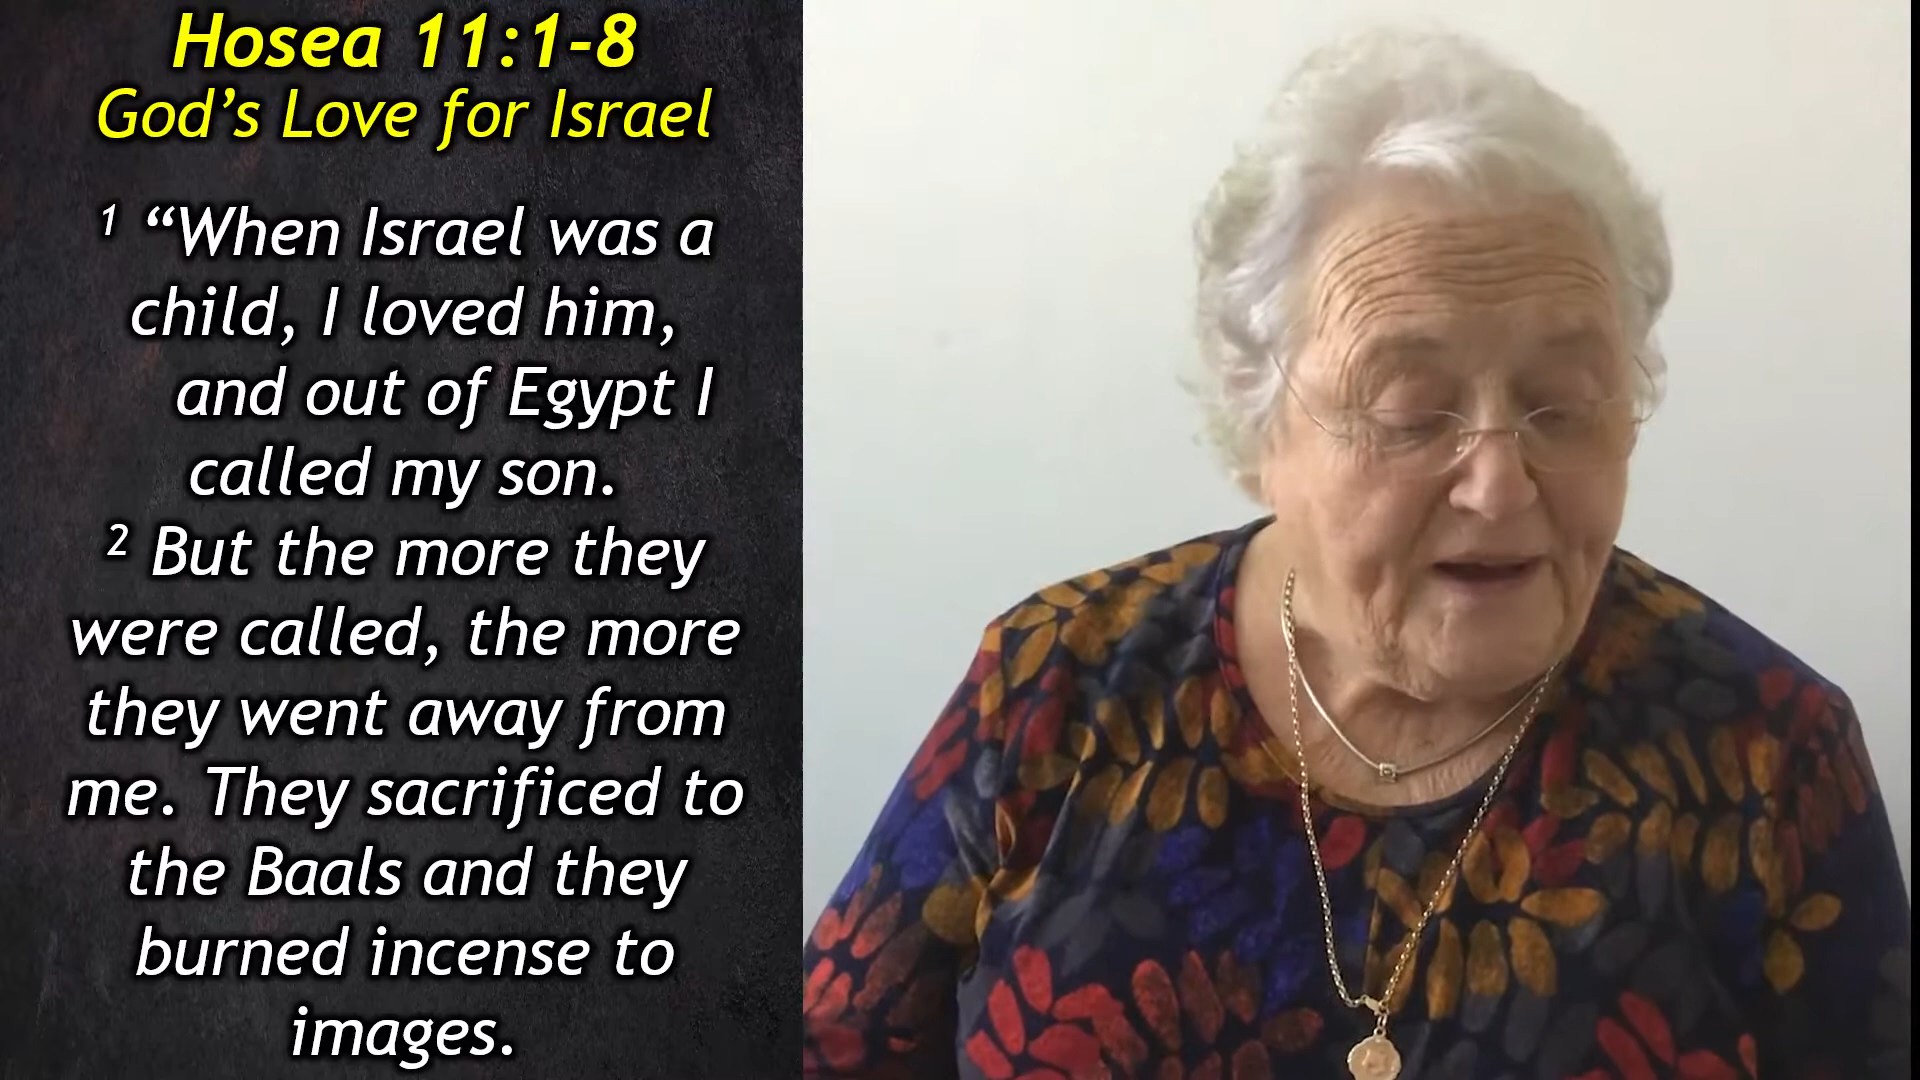 Hosea 11:1-8
God’s Love for Israel
¹ “When Israel was a
child, I loved him,
and out of Egypt I
called my son.
² But the more they
were called, the more
they went away from
me. They sacrificed to
the Baals and they
burned incense to
images.